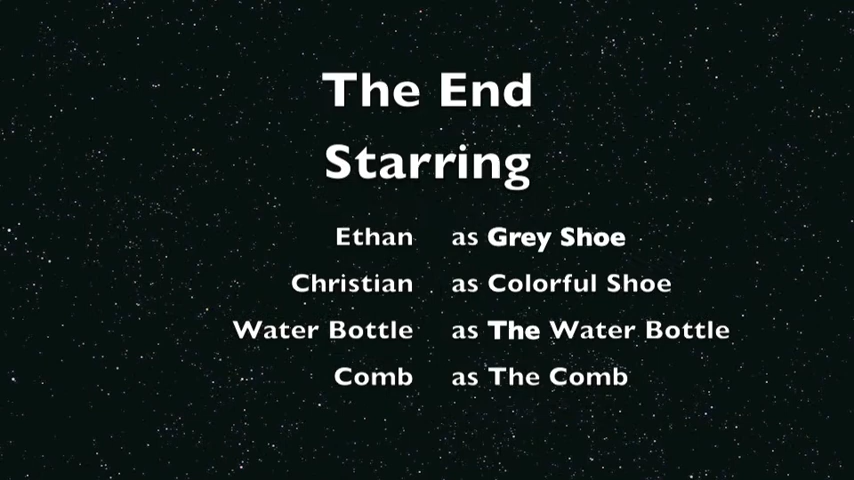 The End
Starring
Ethan as Grey Shoe
Christian as Colorful Shoe
Water Bottle as The Water Bottle
Comb as The Comb